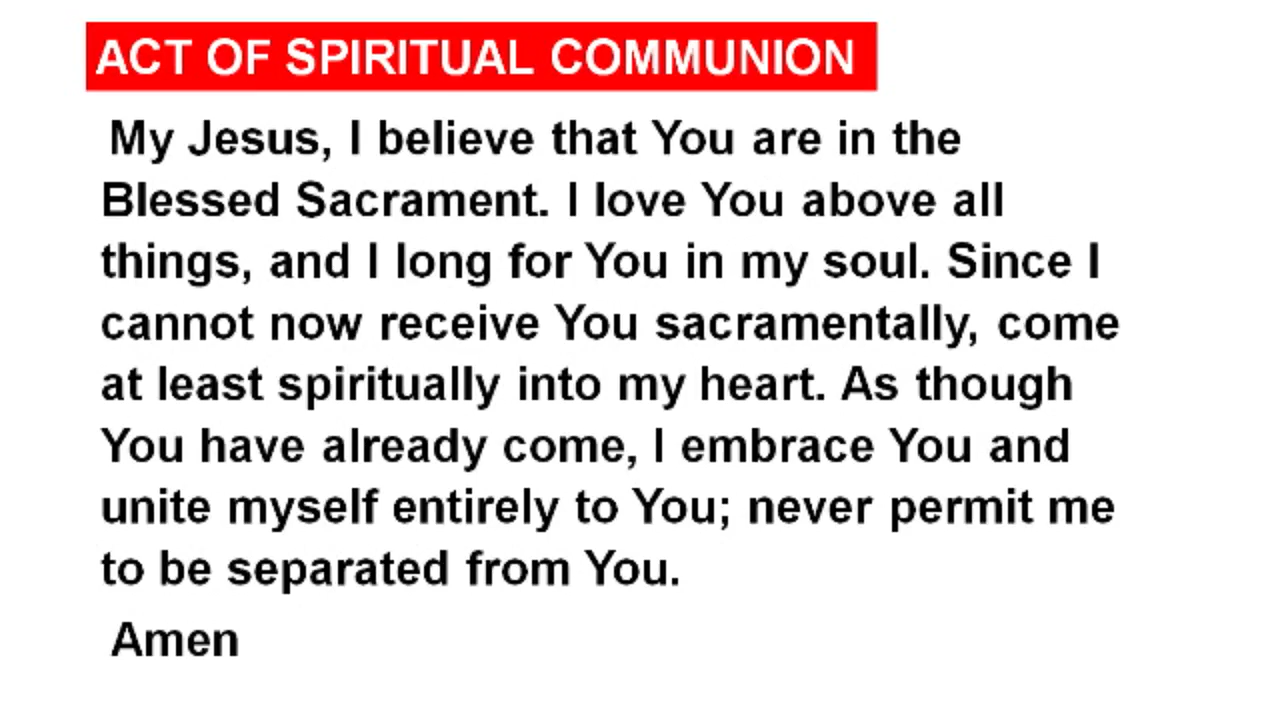 ACT OF SPIRITUAL COMMUNION
My Jesus, I believe that You are in the
Blessed Sacrament. I love You above all
things, and I long for You in my soul. Since I
cannot now receive You sacramentally, come
at least spiritually into my heart. As though
You have already come, I embrace You and
unite myself entirely to You; never permit me
to be separated from You.
Amen